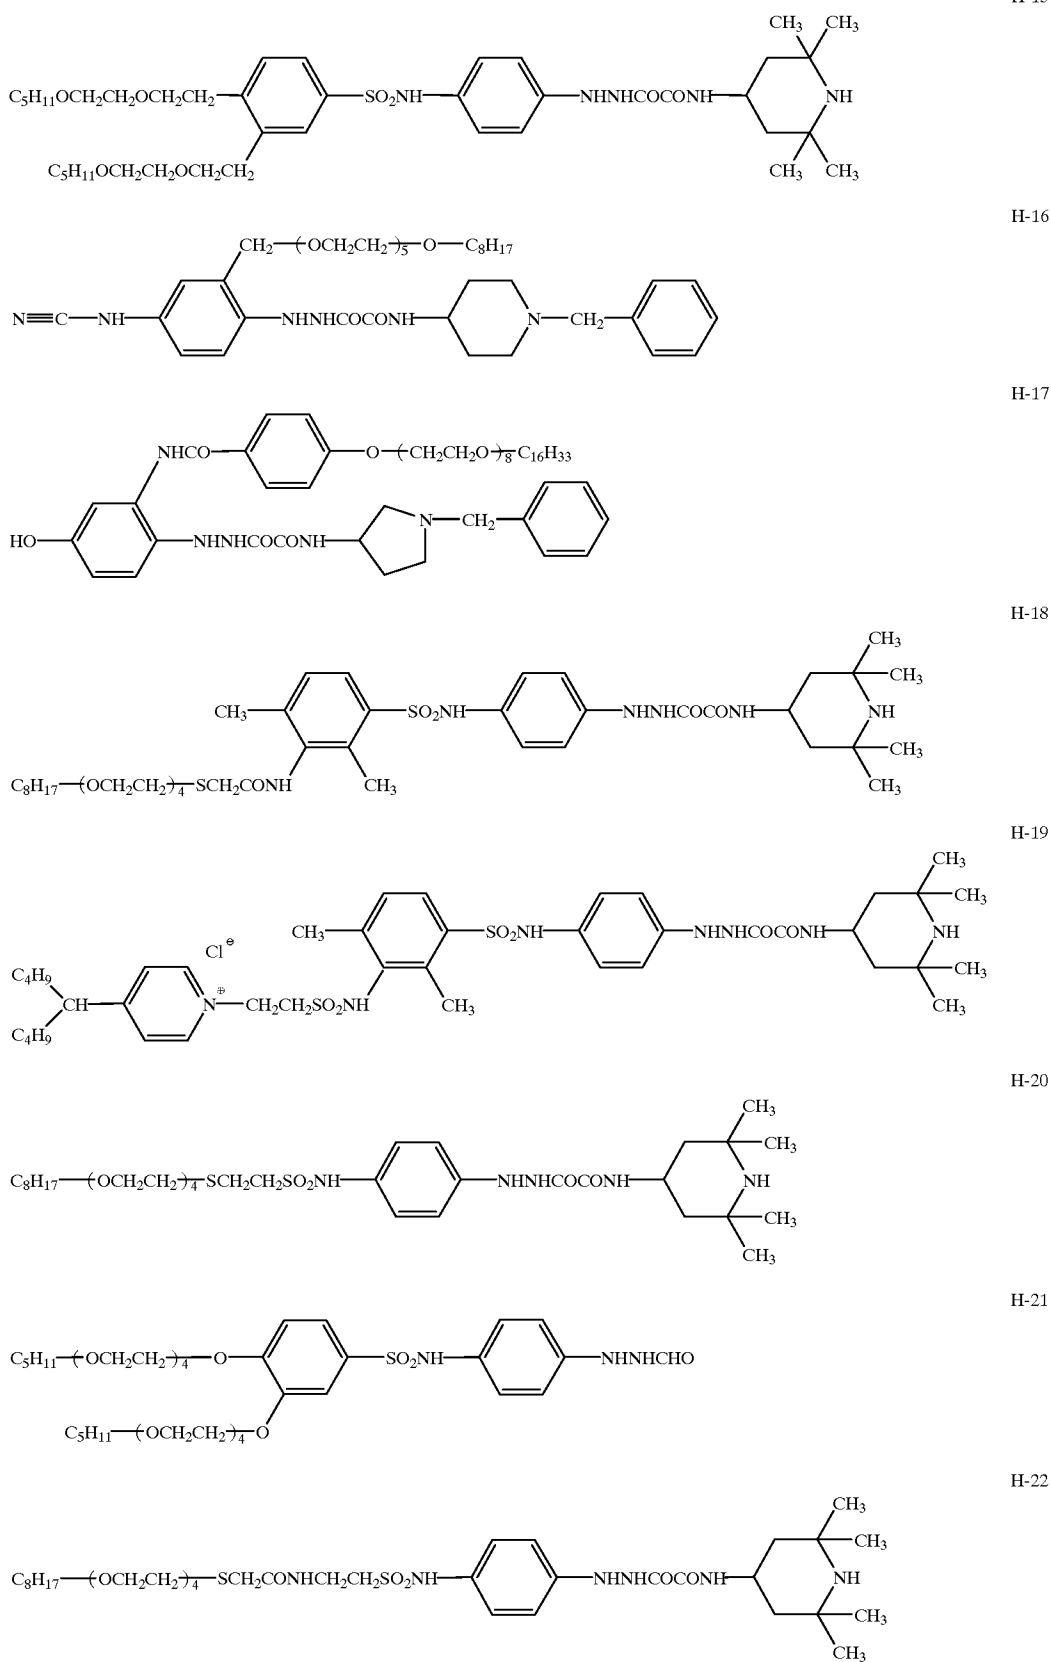 H-15
CH₃ CH₃
C₅H₁₁OCH₂CH₂OCH₂CH₂ SO₂NH NHNHCOCONH NH
C₅H₁₁OCH₂CH₂OCH₂CH₂ CH₃ CH₃
H-16
CH₂—(OCH₂CH₂)₅—O—C₈H₁₇
N≡C—NH NHNHCOCONH N—CH₂
H-17
NHCO O—(CH₂CH₂O)₈—C₁₆H₃₃
HO NHNHCOCONH N—CH₂
H-18
CH₃
CH₃
CH₃ SO₂NH NHNHCOCONH NH
CH₃
C₈H₁₇—(OCH₂CH₂)₄—SCH₂CONH CH₃ CH₃
H-19
CH₃
CH₃
CH₃ SO₂NH NHNHCOCONH NH
Cl⊖
C₄H₉ CH₃
CH N⊕—CH₂CH₂SO₂NH CH₃ CH₃
C₄H₉
H-20
CH₃
CH₃
C₈H₁₇—(OCH₂CH₂)₄—SCH₂CH₂SO₂NH NHNHCOCONH NH
CH₃
CH₃
H-21
C₅H₁₁—(OCH₂CH₂)₄—O SO₂NH NHNHCHO
C₅H₁₁—(OCH₂CH₂)₄—O
H-22
CH₃
CH₃
C₈H₁₇—(OCH₂CH₂)₄—SCH₂CONHCH₂CH₂SO₂NH NHNHCOCONH NH
CH₃
CH₃